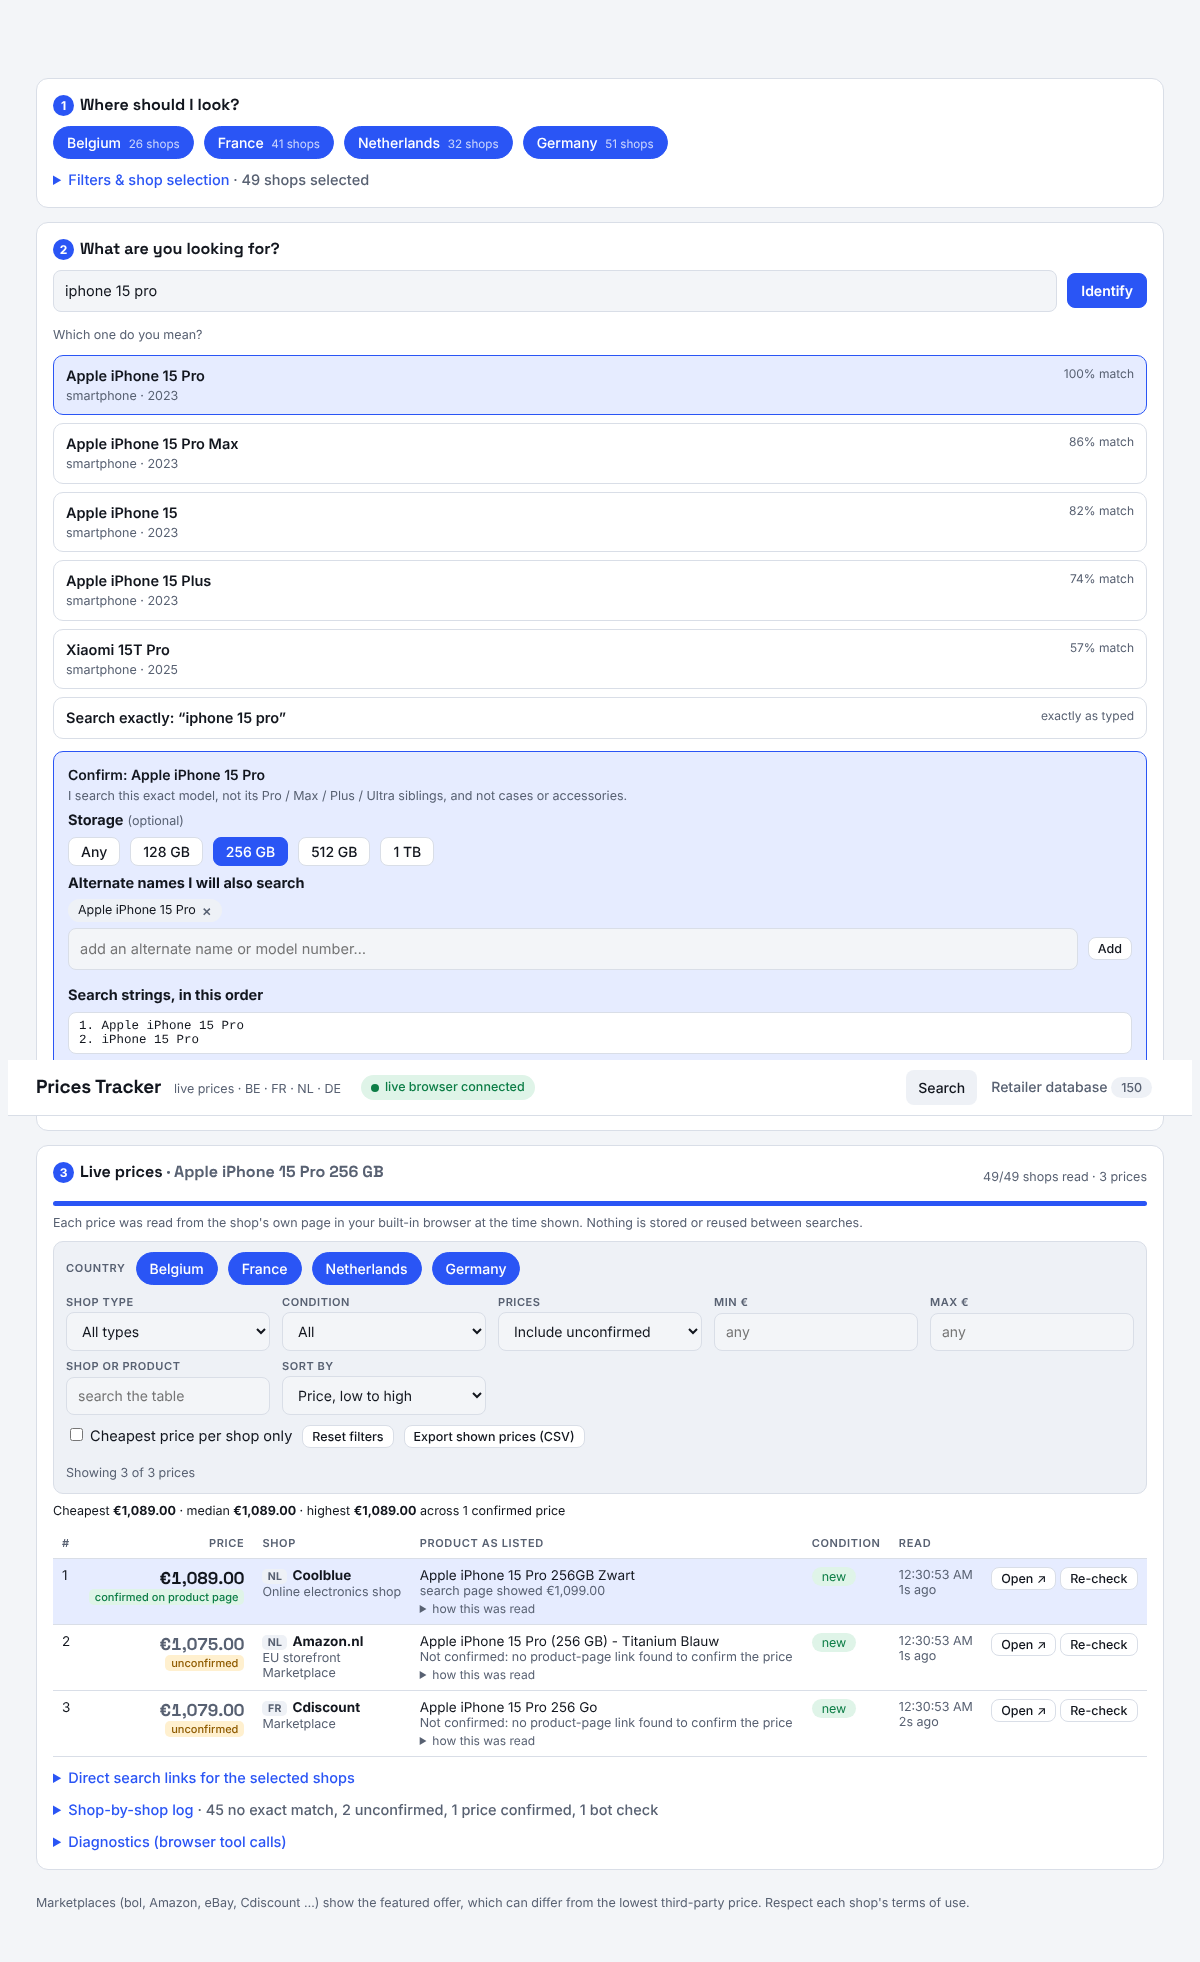 1 Where should I look?
Belgium 26 shops France 41 shops Netherlands 32 shops Germany 51 shops
▶ Filters & shop selection · 49 shops selected
2 What are you looking for?
iphone 15 pro Identify
Which one do you mean?
Apple iPhone 15 Pro 100% match
smartphone · 2023
Apple iPhone 15 Pro Max 86% match
smartphone · 2023
Apple iPhone 15 82% match
smartphone · 2023
Apple iPhone 15 Plus 74% match
smartphone · 2023
Xiaomi 15T Pro 57% match
smartphone · 2025
Search exactly: “iphone 15 pro” exactly as typed
Confirm: Apple iPhone 15 Pro
I search this exact model, not its Pro / Max / Plus / Ultra siblings, and not cases or accessories.
Storage (optional)
Any 128 GB 256 GB 512 GB 1 TB
Alternate names I will also search
Apple iPhone 15 Pro ×
add an alternate name or model number... Add
Search strings, in this order
1. Apple iPhone 15 Pro
2. iPhone 15 Pro
Prices Tracker live prices · BE · FR · NL · DE live browser connected Search Retailer database 150
3 Live prices · Apple iPhone 15 Pro 256 GB 49/49 shops read · 3 prices
Each price was read from the shop's own page in your built-in browser at the time shown. Nothing is stored or reused between searches.
COUNTRY Belgium France Netherlands Germany
SHOP TYPE CONDITION PRICES MIN € MAX €
All types All Include unconfirmed any any
SHOP OR PRODUCT SORT BY
search the table Price, low to high
Cheapest price per shop only Reset filters Export shown prices (CSV)
Showing 3 of 3 prices
Cheapest €1,089.00 · median €1,089.00 · highest €1,089.00 across 1 confirmed price
# PRICE SHOP PRODUCT AS LISTED CONDITION READ
1 €1,089.00 NL Coolblue Apple iPhone 15 Pro 256GB Zwart new 12:30:53 AM Open ↗ Re-check
confirmed on product page Online electronics shop search page showed €1,099.00 1s ago
▶ how this was read
2 €1,075.00 NL Amazon.nl Apple iPhone 15 Pro (256 GB) - Titanium Blauw new 12:30:53 AM Open ↗ Re-check
unconfirmed EU storefront Not confirmed: no product-page link found to confirm the price 1s ago
Marketplace ▶ how this was read
3 €1,079.00 FR Cdiscount Apple iPhone 15 Pro 256 Go new 12:30:53 AM Open ↗ Re-check
unconfirmed Marketplace Not confirmed: no product-page link found to confirm the price 2s ago
▶ how this was read
▶ Direct search links for the selected shops
▶ Shop-by-shop log · 45 no exact match, 2 unconfirmed, 1 price confirmed, 1 bot check
▶ Diagnostics (browser tool calls)
Marketplaces (bol, Amazon, eBay, Cdiscount ...) show the featured offer, which can differ from the lowest third-party price. Respect each shop's terms of use.